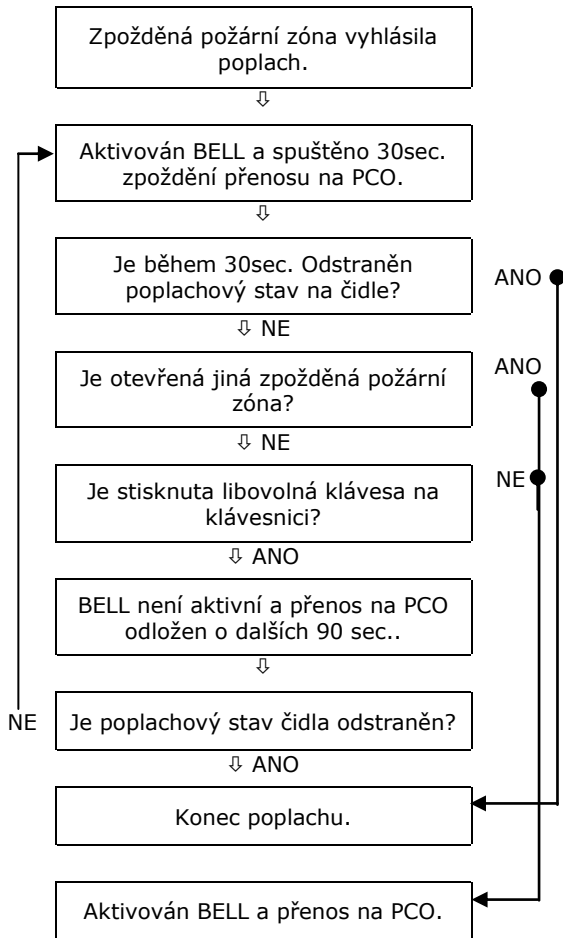 Zpožděná požární zóna vyhlásila
poplach.
⇩
Aktivován BELL a spuštěno 30sec.
zpoždění přenosu na PCO.
⇩
Je během 30sec. Odstraněn
poplachový stav na čidle?
ANO
⇩ NE
Je otevřená jiná zpožděná požární
zóna?
ANO
⇩ NE
Je stisknuta libovolná klávesa na
klávesnici?
NE
⇩ ANO
BELL není aktivní a přenos na PCO
odložen o dalších 90 sec..
⇩
NE
Je poplachový stav čidla odstraněn?
⇩ ANO
Konec poplachu.
Aktivován BELL a přenos na PCO.